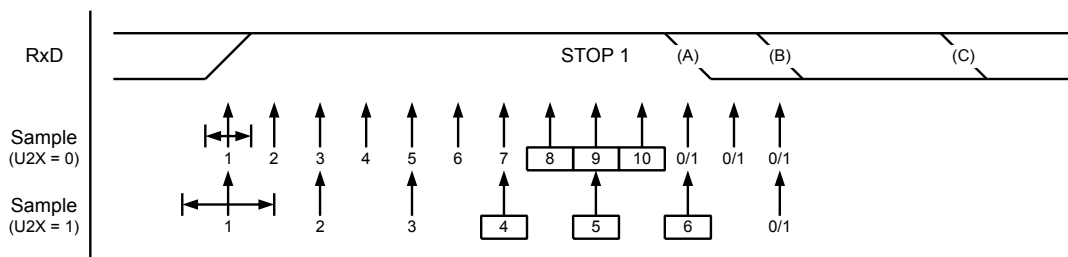 RxD STOP 1 (A) (B) (C)
Sample
(U2X = 0)
1 2 3 4 5 6 7 8 9 10 0/1 0/1 0/1
Sample
(U2X = 1)
1 2 3 4 5 6 0/1